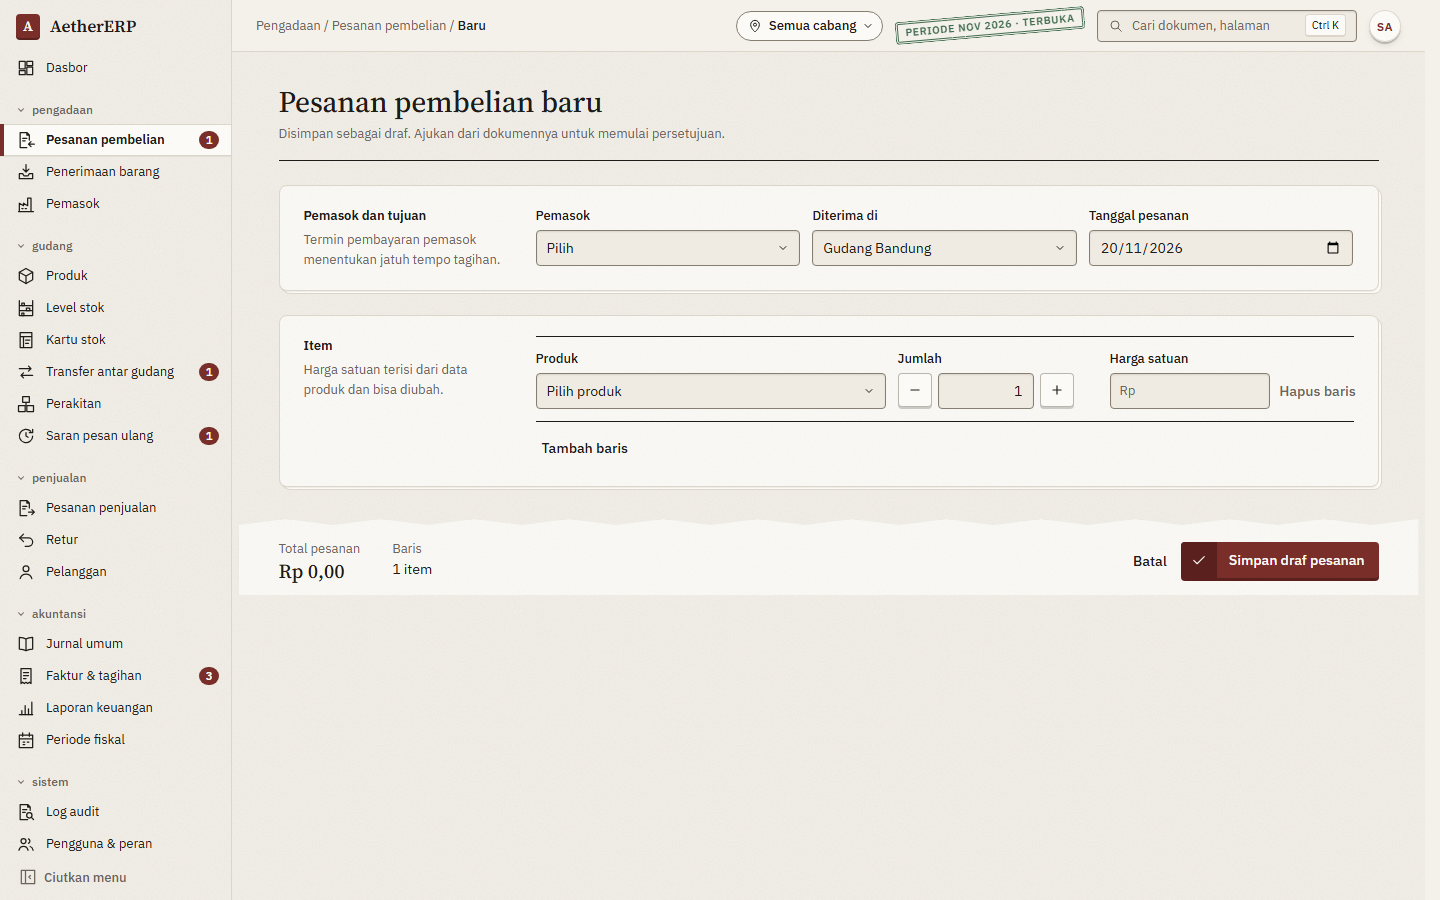 A AetherERP
Dasbor
pengadaan
Pesanan pembelian 1
Penerimaan barang
Pemasok
gudang
Produk
Level stok
Kartu stok
Transfer antar gudang 1
Perakitan
Saran pesan ulang 1
penjualan
Pesanan penjualan
Retur
Pelanggan
akuntansi
Jurnal umum
Faktur & tagihan 3
Laporan keuangan
Periode fiskal
sistem
Log audit
Pengguna & peran
Ciutkan menu
Pengadaan / Pesanan pembelian / Baru
Semua cabang
PERIODE NOV 2026 · TERBUKA
Cari dokumen, halaman Ctrl K
SA
Pesanan pembelian baru
Disimpan sebagai draf. Ajukan dari dokumennya untuk memulai persetujuan.
Pemasok dan tujuan
Termin pembayaran pemasok
menentukan jatuh tempo tagihan.
Pemasok
Pilih
Diterima di
Gudang Bandung
Tanggal pesanan
20/11/2026
Item
Harga satuan terisi dari data
produk dan bisa diubah.
Produk
Pilih produk
Jumlah
− 1 +
Harga satuan
Rp
Hapus baris
Tambah baris
Total pesanan
Rp 0,00
Baris
1 item
Batal
Simpan draf pesanan